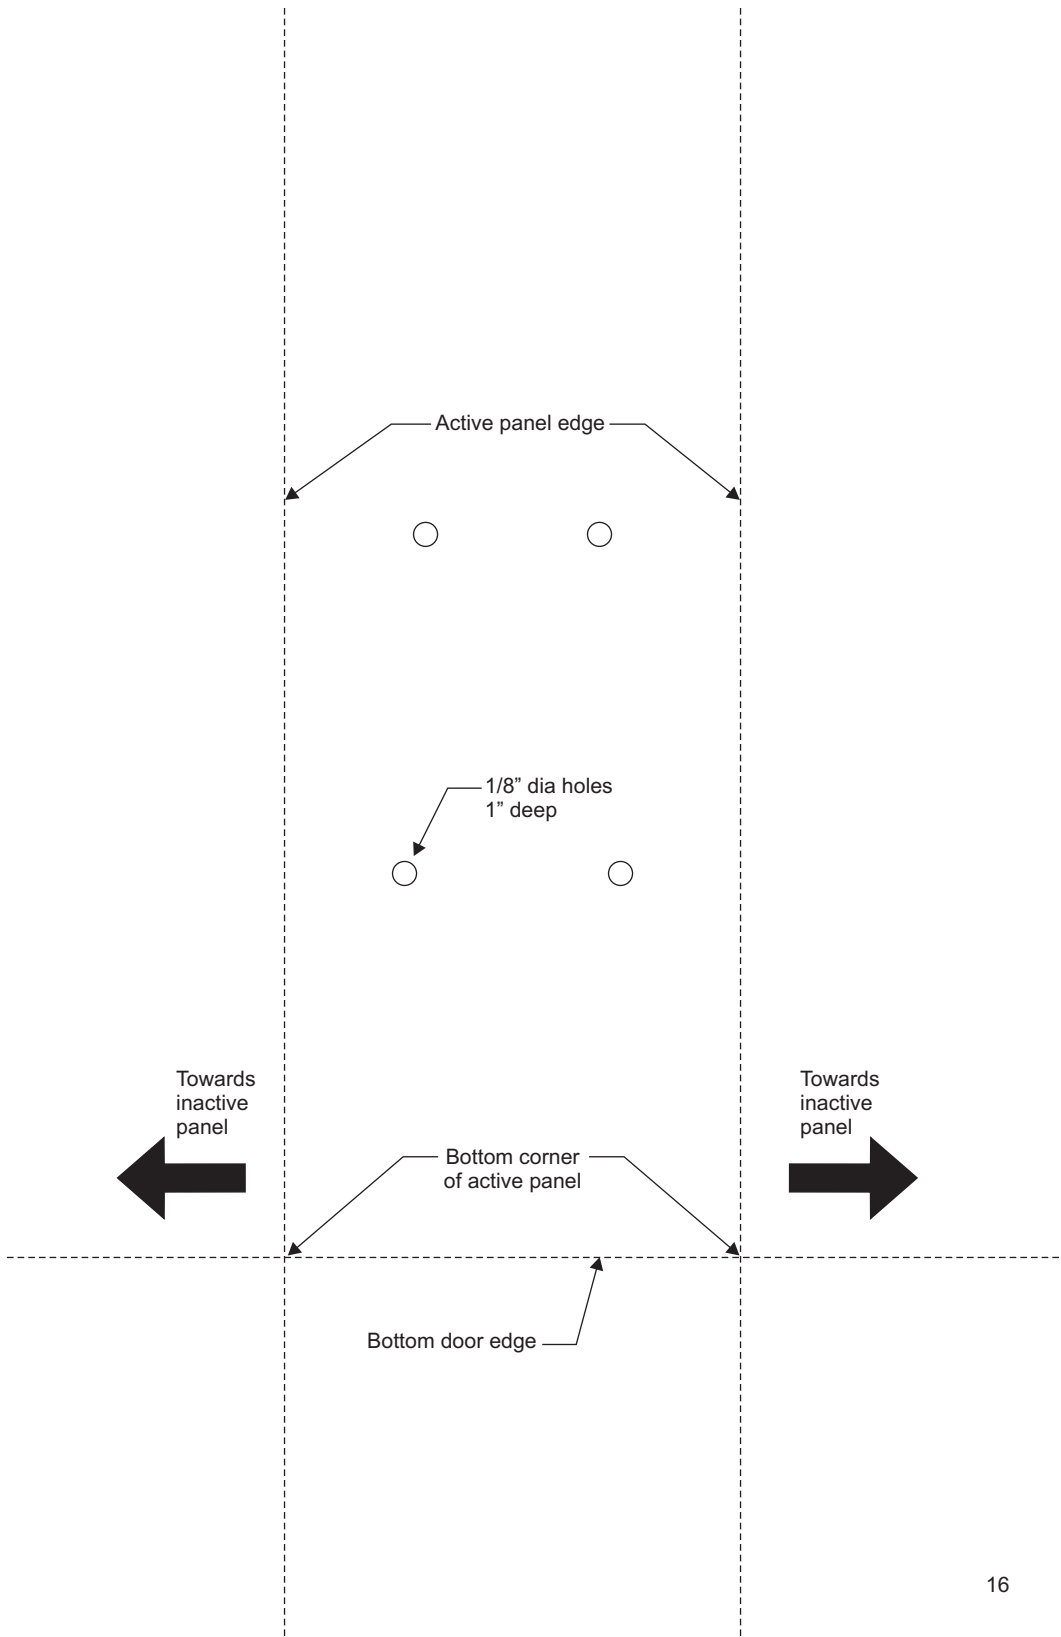 Active panel edge
1/8” dia holes
1” deep
Towards
inactive
panel
Towards
inactive
panel
Bottom corner
of active panel
Bottom door edge
16